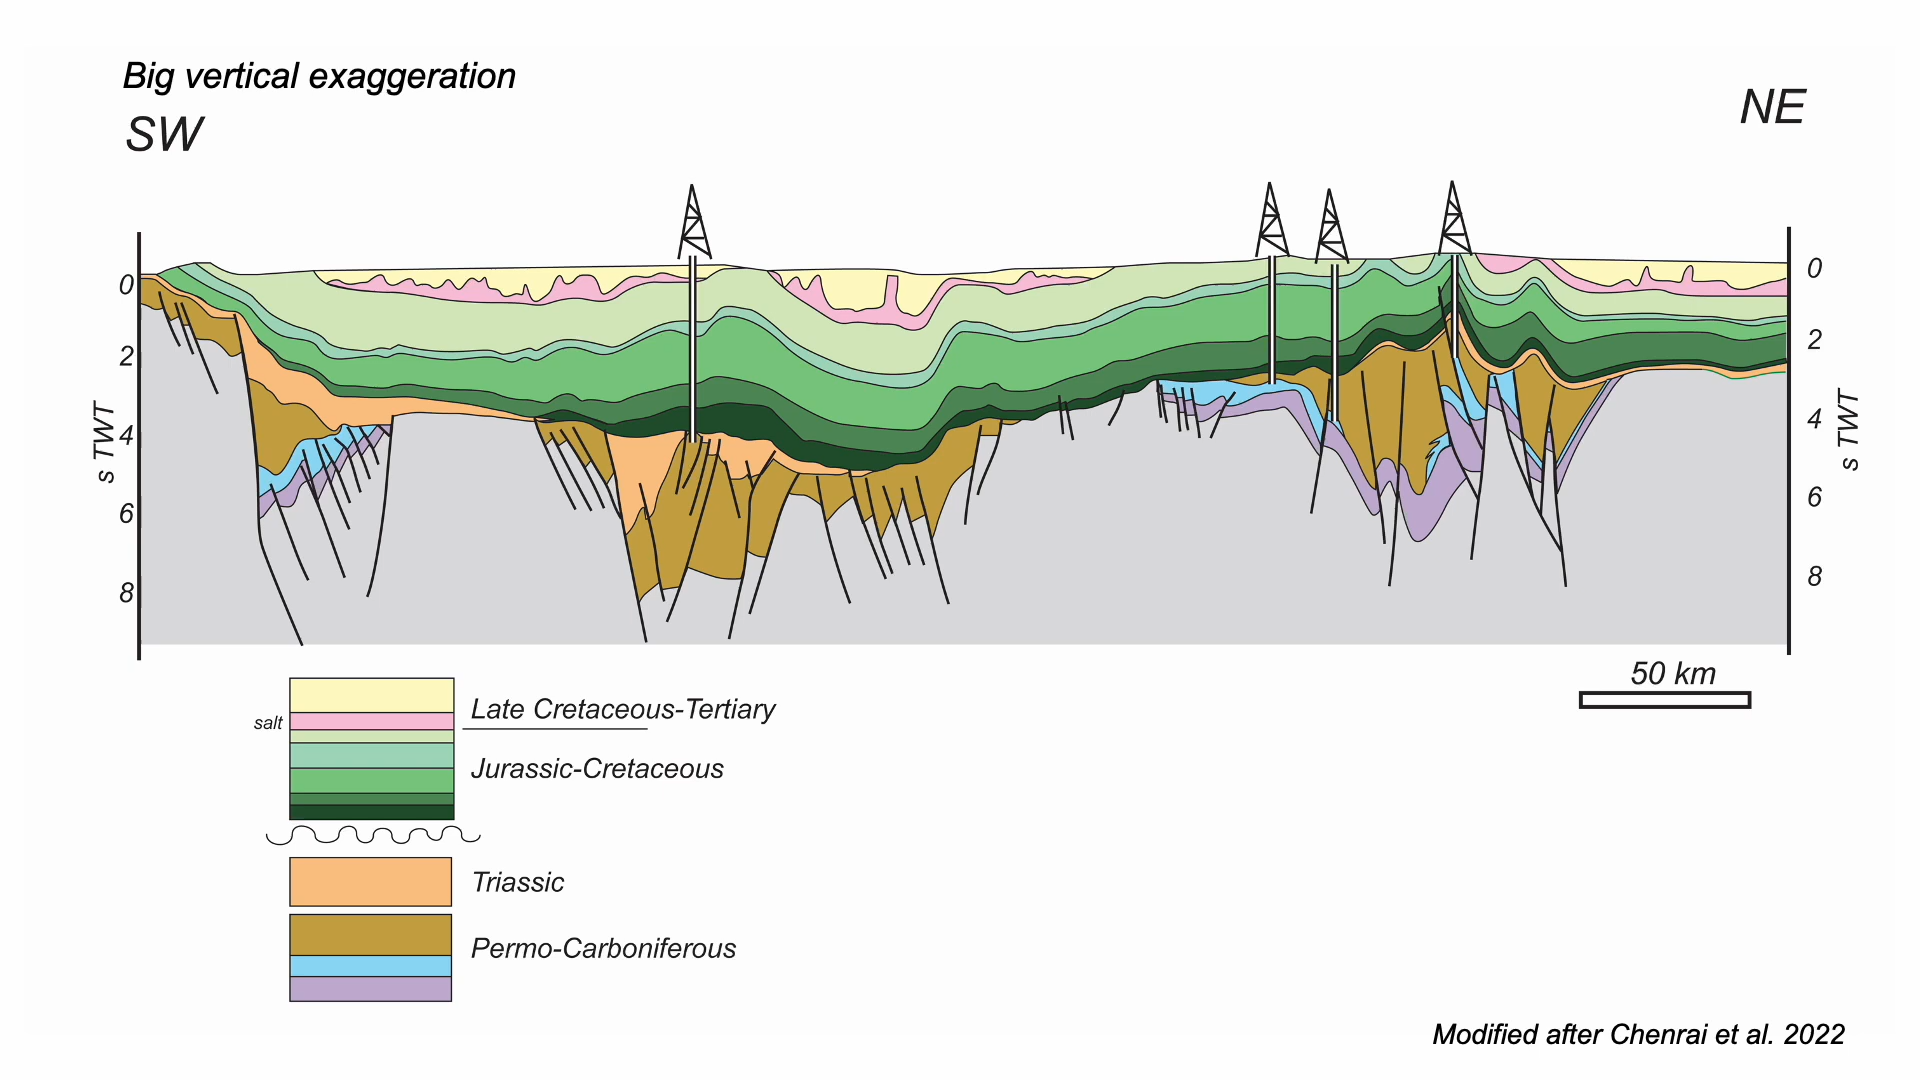 Big vertical exaggeration
SW
NE
0
2
4
6
8
s TWT
0
2
4
6
8
s TWT
50 km
salt
Late Cretaceous-Tertiary
Jurassic-Cretaceous
Triassic
Permo-Carboniferous
Modified after Chenrai et al. 2022